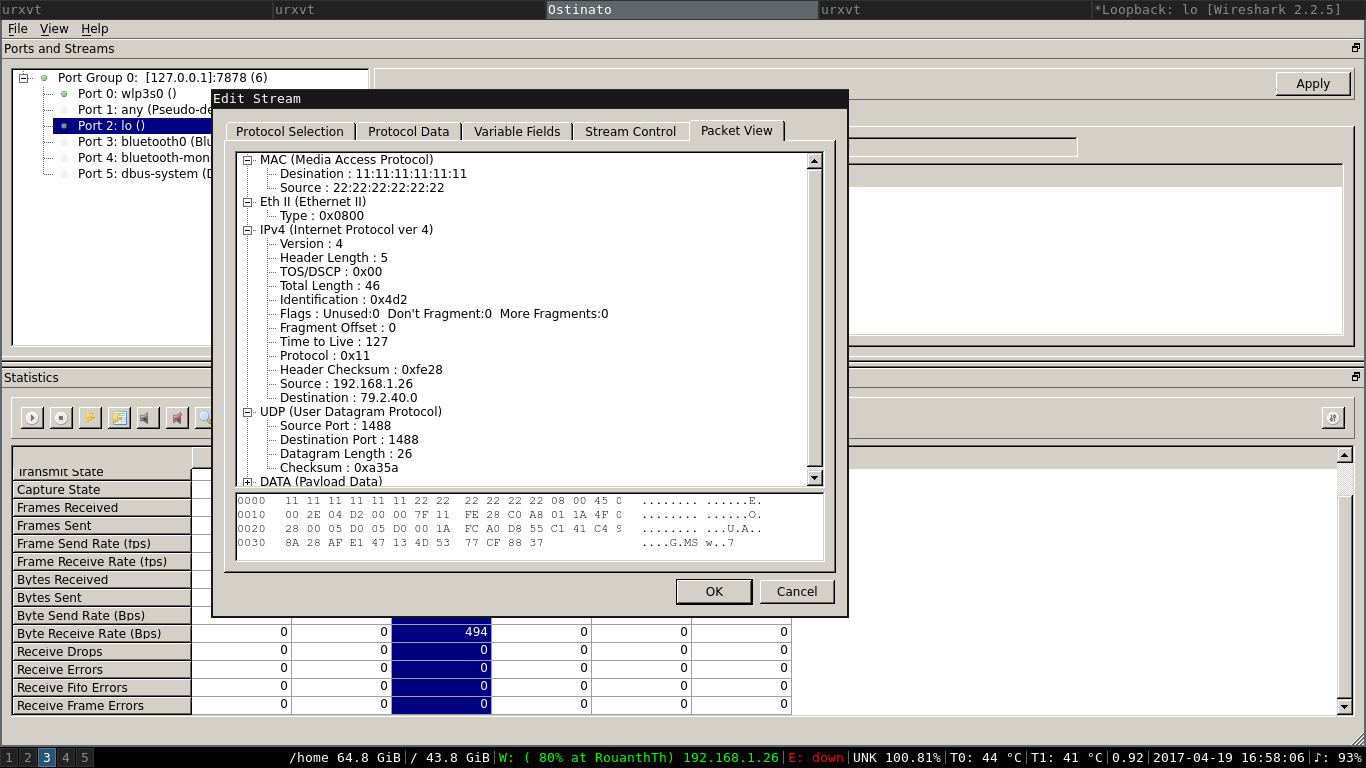 urxvt urxvt Ostinato urxvt *Loopback: lo [Wireshark 2.2.5]
File View Help
Ports and Streams
Port Group 0: [127.0.0.1]:7878 (6)
Port 0: wlp3s0 ()
Port 1: any (Pseudo-de
Port 2: lo ()
Port 3: bluetooth0 (Blu
Port 4: bluetooth-mon
Port 5: dbus-system (D
Apply
Edit Stream
Protocol Selection Protocol Data Variable Fields Stream Control Packet View
MAC (Media Access Protocol)
Desination : 11:11:11:11:11:11
Source : 22:22:22:22:22:22
Eth II (Ethernet II)
Type : 0x0800
IPv4 (Internet Protocol ver 4)
Version : 4
Header Length : 5
TOS/DSCP : 0x00
Total Length : 46
Identification : 0x4d2
Flags : Unused:0 Don't Fragment:0 More Fragments:0
Fragment Offset : 0
Time to Live : 127
Protocol : 0x11
Header Checksum : 0xfe28
Source : 192.168.1.26
Destination : 79.2.40.0
UDP (User Datagram Protocol)
Source Port : 1488
Destination Port : 1488
Datagram Length : 26
Checksum : 0xa35a
DATA (Payload Data)
0000 11 11 11 11 11 11 22 22 22 22 22 22 08 00 45 0 ........ ......E.
0010 00 2E 04 D2 00 00 7F 11 FE 28 C0 A8 01 1A 4F 0 ........ ......O.
0020 28 00 05 D0 05 D0 00 1A FC A0 D8 55 C1 41 C4 9 ........ ...U.A..
0030 8A 28 AF E1 47 13 4D 53 77 CF 88 37 ....G.MS w..7
OK Cancel
Statistics
Transmit State
Capture State
Frames Received
Frames Sent
Frame Send Rate (fps)
Frame Receive Rate (fps)
Bytes Received
Bytes Sent
Byte Send Rate (Bps)
Byte Receive Rate (Bps) 0 0 494 0 0 0
Receive Drops 0 0 0 0 0 0
Receive Errors 0 0 0 0 0 0
Receive Fifo Errors 0 0 0 0 0 0
Receive Frame Errors 0 0 0 0 0 0
1 2 3 4 5 /home 64.8 GiB|/ 43.8 GiB|W: ( 80% at RouanthTh) 192.168.1.26|E: down|UNK 100.81%|T0: 44 °C|T1: 41 °C|0.92|2017-04-19 16:58:06|♪: 93%